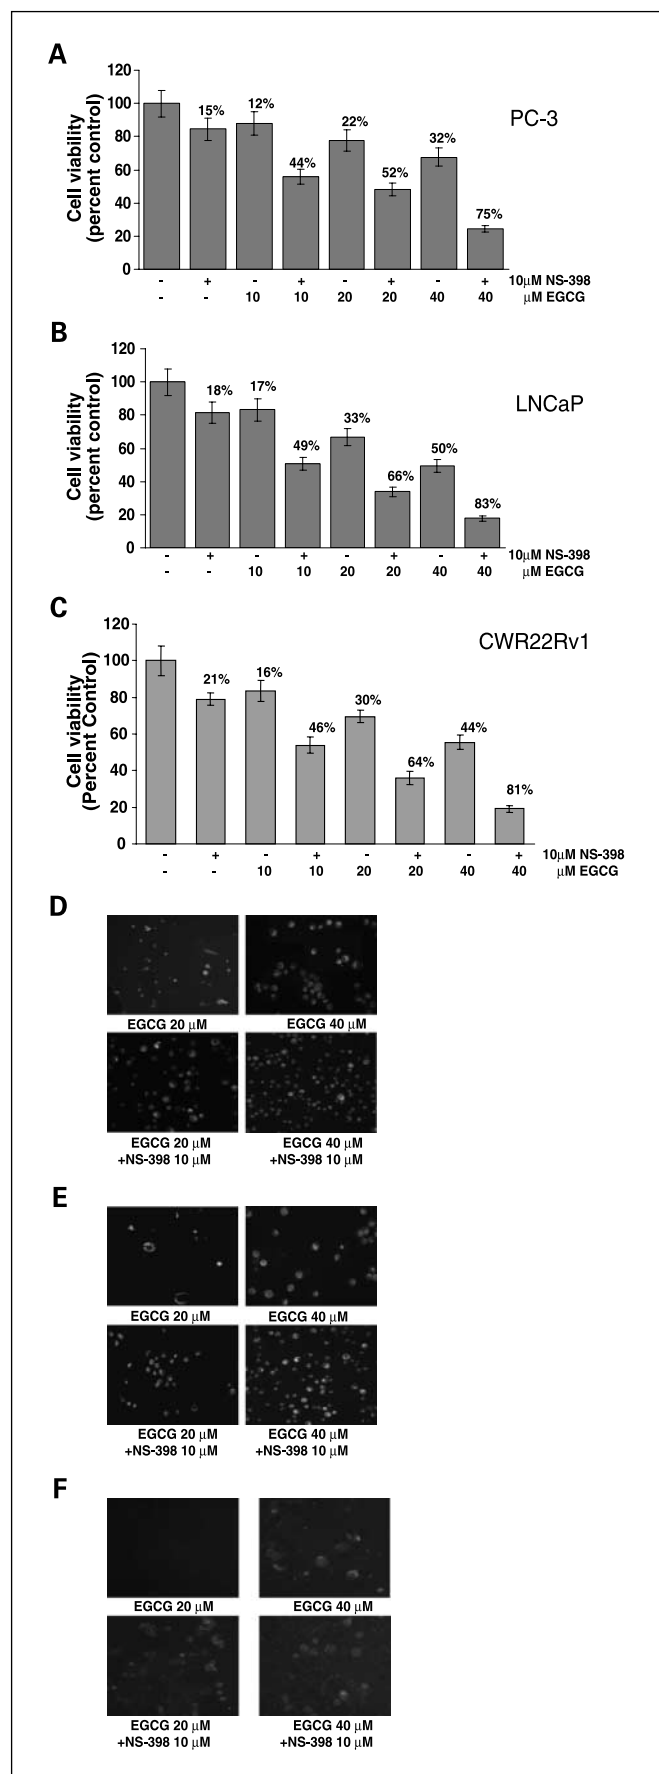 A
120
100
80
60
40
20
0
Cell viability
(percent control)
15%
12%
44%
22%
52%
32%
75%
PC-3
- + - + - + - + 10μM NS-398
- - 10 10 20 20 40 40 μM EGCG
B
120
100
80
60
40
20
0
Cell viability
(percent control)
18%
17%
49%
33%
66%
50%
83%
LNCaP
- + - + - + - + 10μM NS-398
- - 10 10 20 20 40 40 μM EGCG
C
120
100
80
60
40
20
0
Cell viability
(Percent Control)
21%
16%
46%
30%
64%
44%
81%
CWR22Rv1
- + - + - + - + 10μM NS-398
- - 10 10 20 20 40 40 μM EGCG
D
EGCG 20 μM
EGCG 40 μM
EGCG 20 μM
+NS-398 10 μM
EGCG 40 μM
+NS-398 10 μM
E
EGCG 20 μM
EGCG 40 μM
EGCG 20 μM
+NS-398 10 μM
EGCG 40 μM
+NS-398 10 μM
F
EGCG 20 μM
EGCG 40 μM
EGCG 20 μM
+NS-398 10 μM
EGCG 40 μM
+NS-398 10 μM